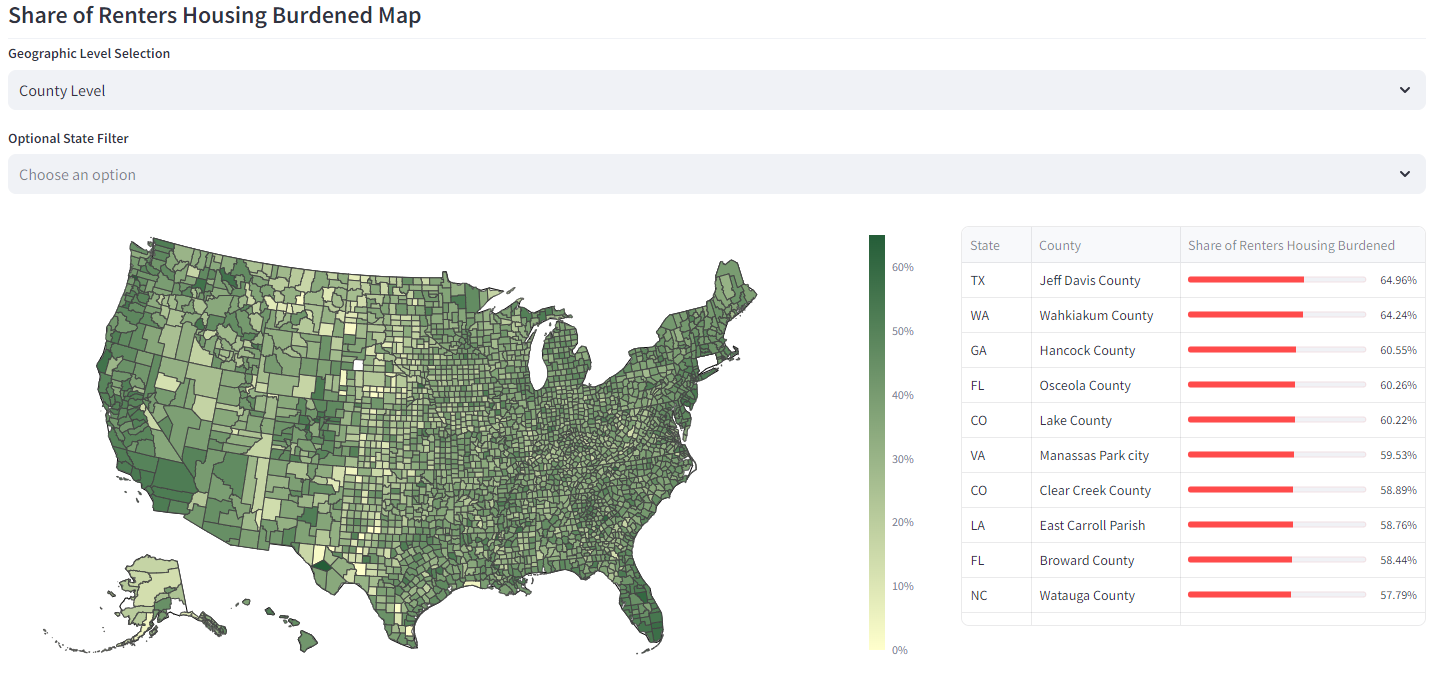 Share of Renters Housing Burdened Map
Geographic Level Selection
County Level
Optional State Filter
Choose an option
60%
50%
40%
30%
20%
10%
0%
State County Share of Renters Housing Burdened
TX Jeff Davis County 64.96%
WA Wahkiakum County 64.24%
GA Hancock County 60.55%
FL Osceola County 60.26%
CO Lake County 60.22%
VA Manassas Park city 59.53%
CO Clear Creek County 58.89%
LA East Carroll Parish 58.76%
FL Broward County 58.44%
NC Watauga County 57.79%